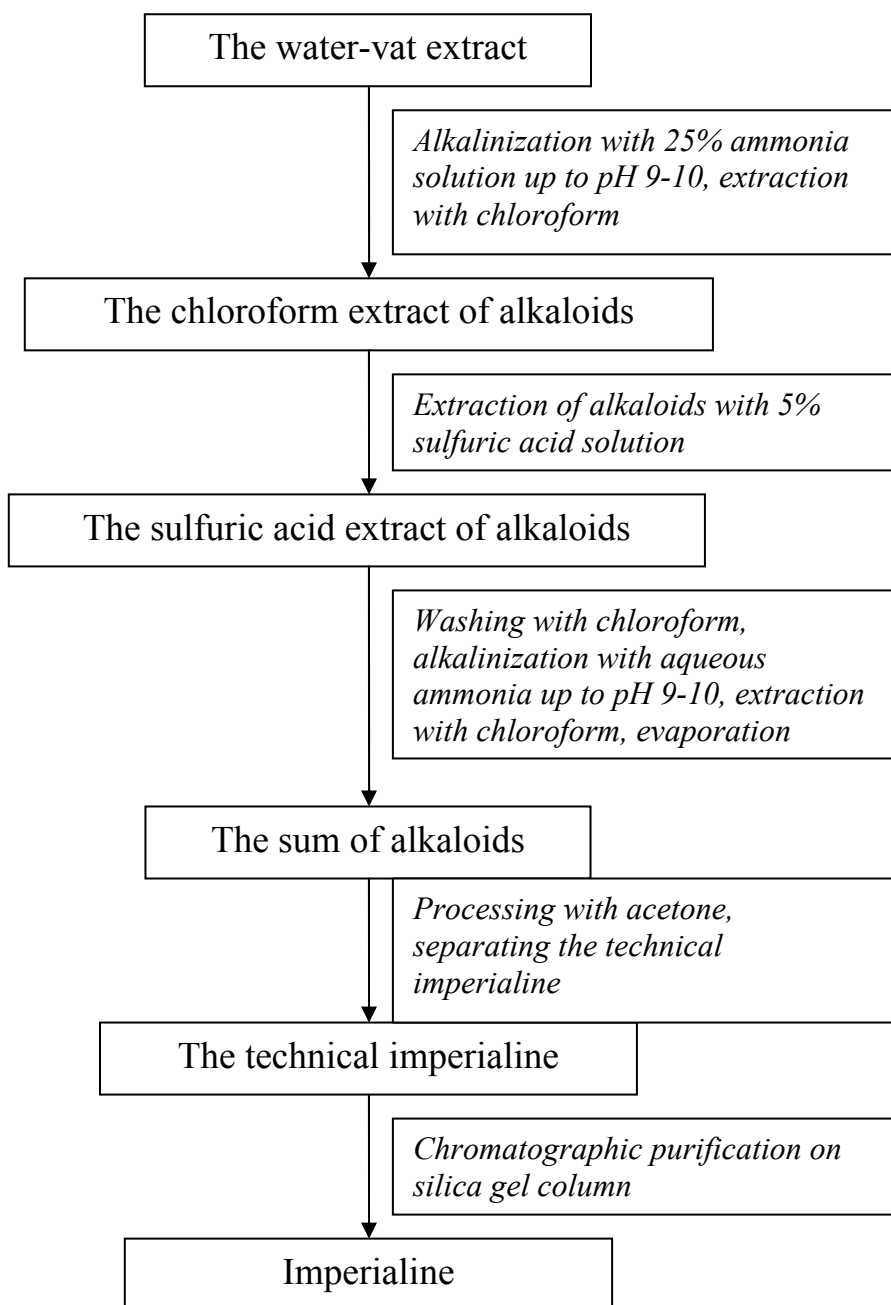 The water-vat extract
Alkalinization with 25% ammonia
solution up to pH 9-10, extraction
with chloroform
The chloroform extract of alkaloids
Extraction of alkaloids with 5%
sulfuric acid solution
The sulfuric acid extract of alkaloids
Washing with chloroform,
alkalinization with aqueous
ammonia up to pH 9-10, extraction
with chloroform, evaporation
The sum of alkaloids
Processing with acetone,
separating the technical
imperialine
The technical imperialine
Chromatographic purification on
silica gel column
Imperialine